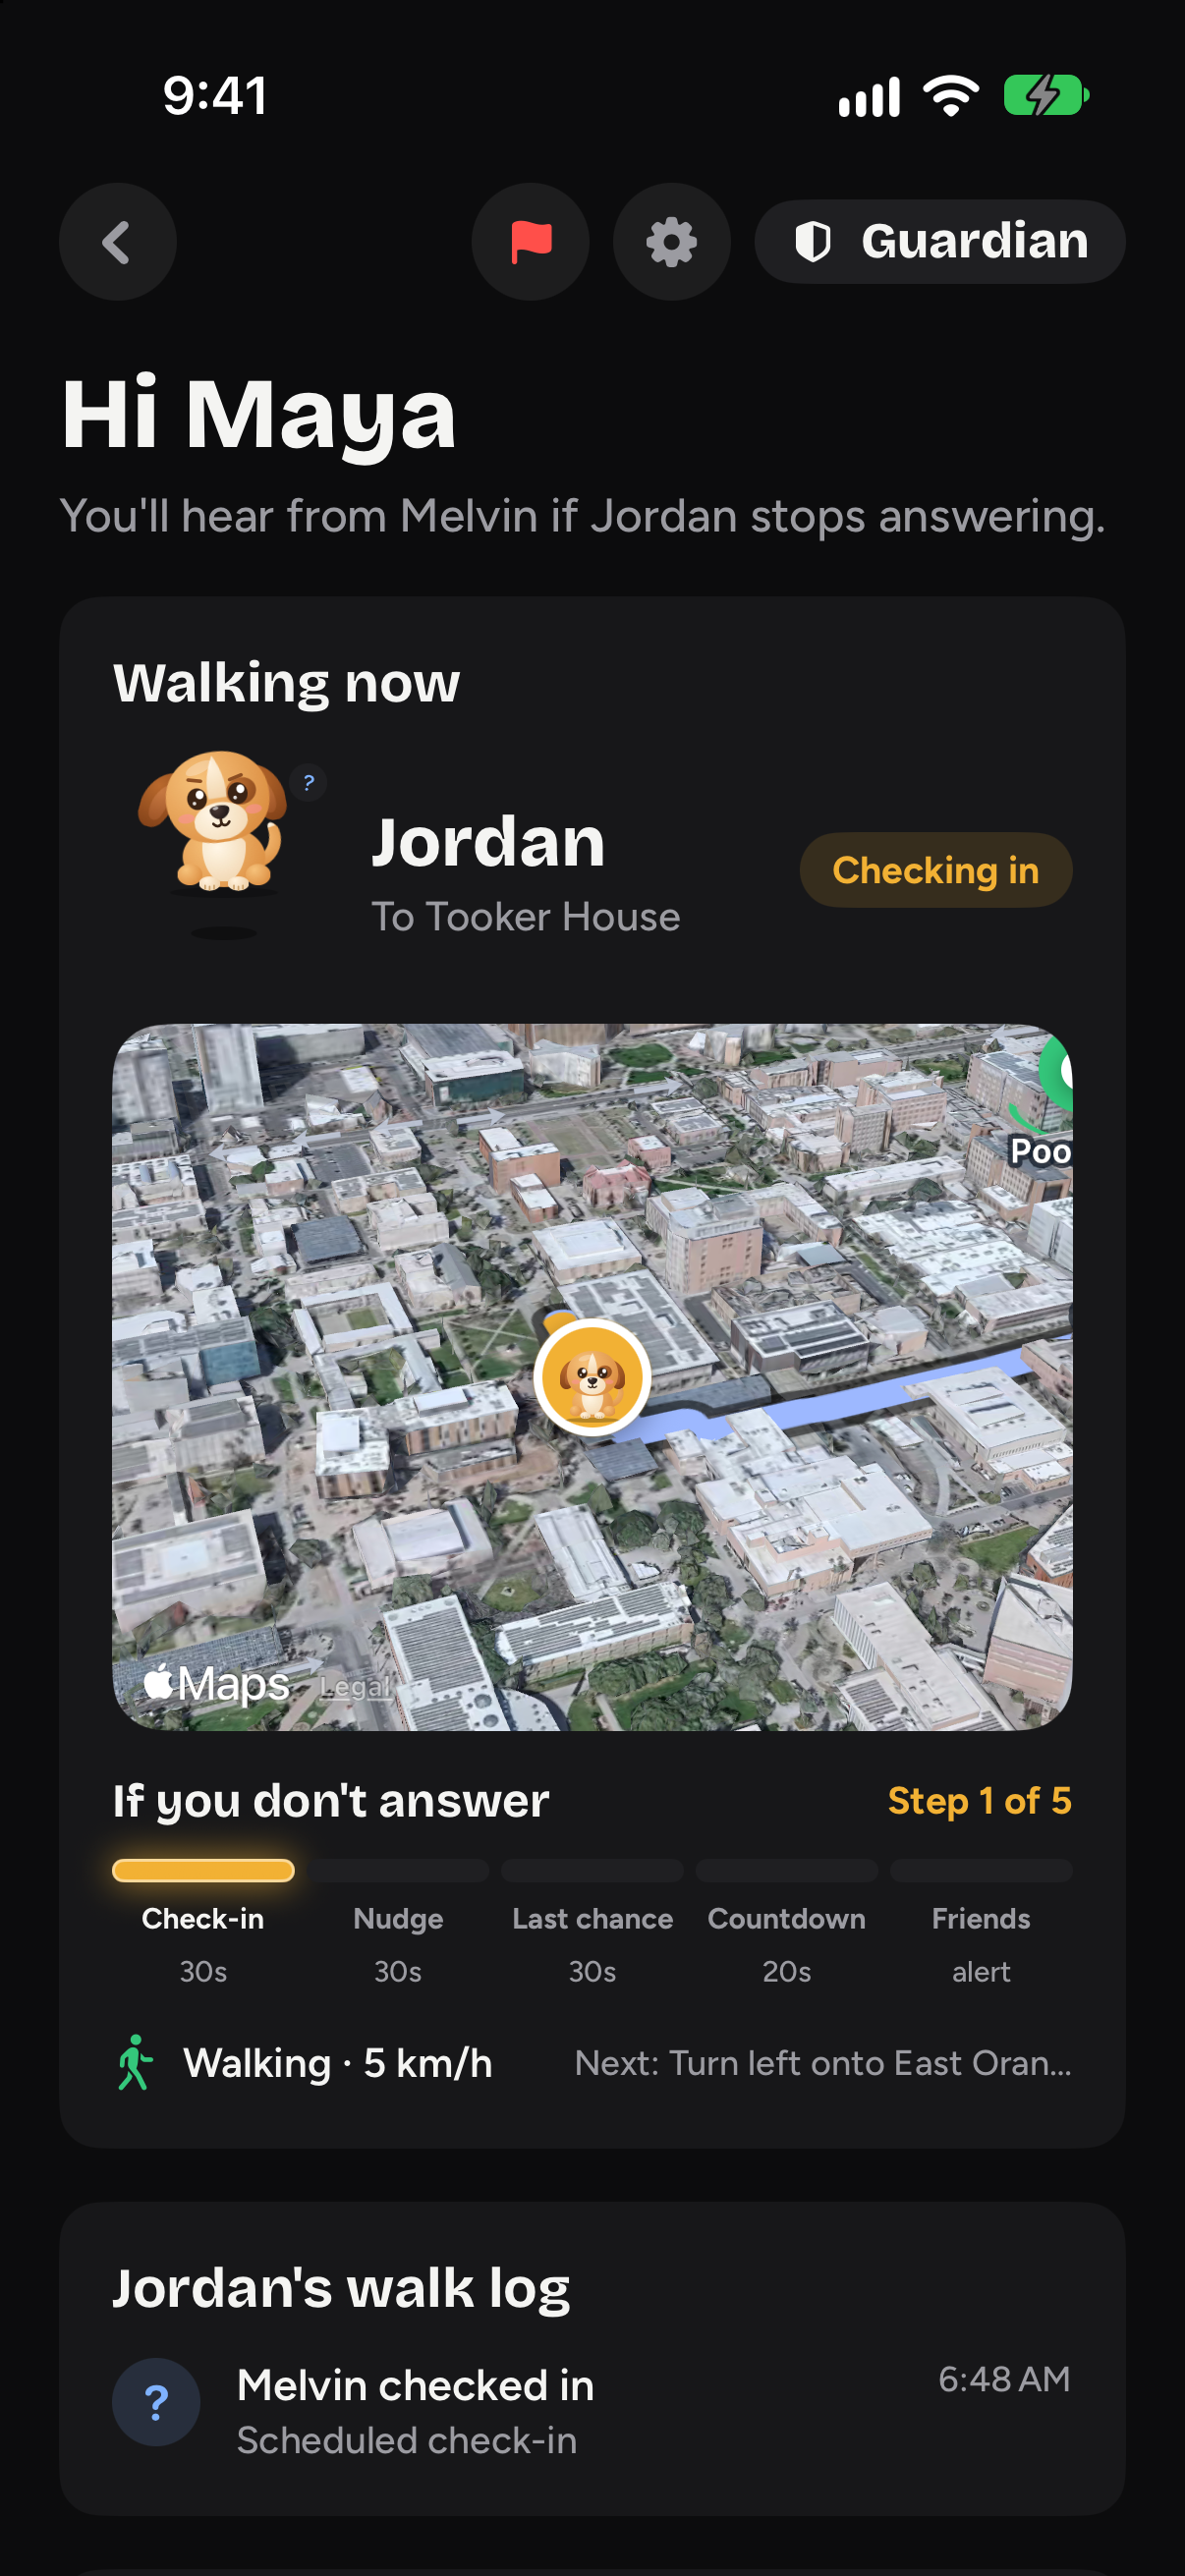 9:41
Guardian
Hi Maya
You'll hear from Melvin if Jordan stops answering.
Walking now
?
Jordan
To Tooker House
Checking in
Poo
Maps Legal
If you don't answer
Step 1 of 5
Check-in Nudge Last chance Countdown Friends
30s 30s 30s 20s alert
Walking · 5 km/h
Next: Turn left onto East Oran...
Jordan's walk log
?
Melvin checked in
6:48 AM
Scheduled check-in